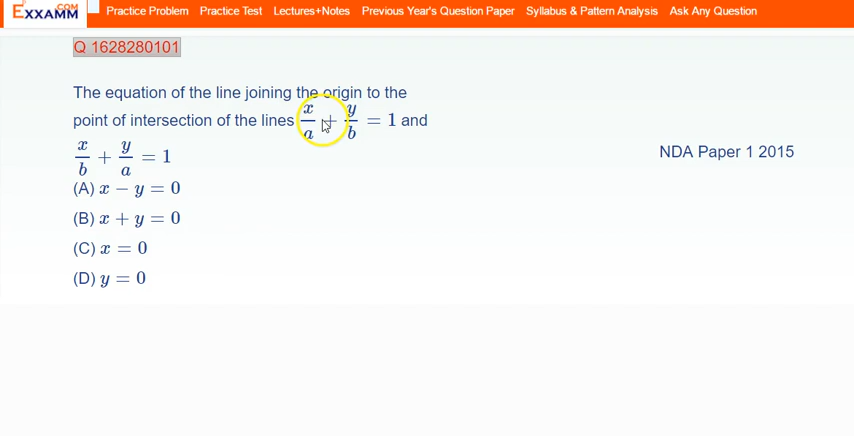 EXXAMM.COM Practice Problem Practice Test Lectures+Notes Previous Year's Question Paper Syllabus & Pattern Analysis Ask Any Question
Q 1628280101
The equation of the line joining the origin to the
point of intersection of the lines x/a + y/b = 1 and
x/b + y/a = 1
NDA Paper 1 2015
(A) x − y = 0
(B) x + y = 0
(C) x = 0
(D) y = 0